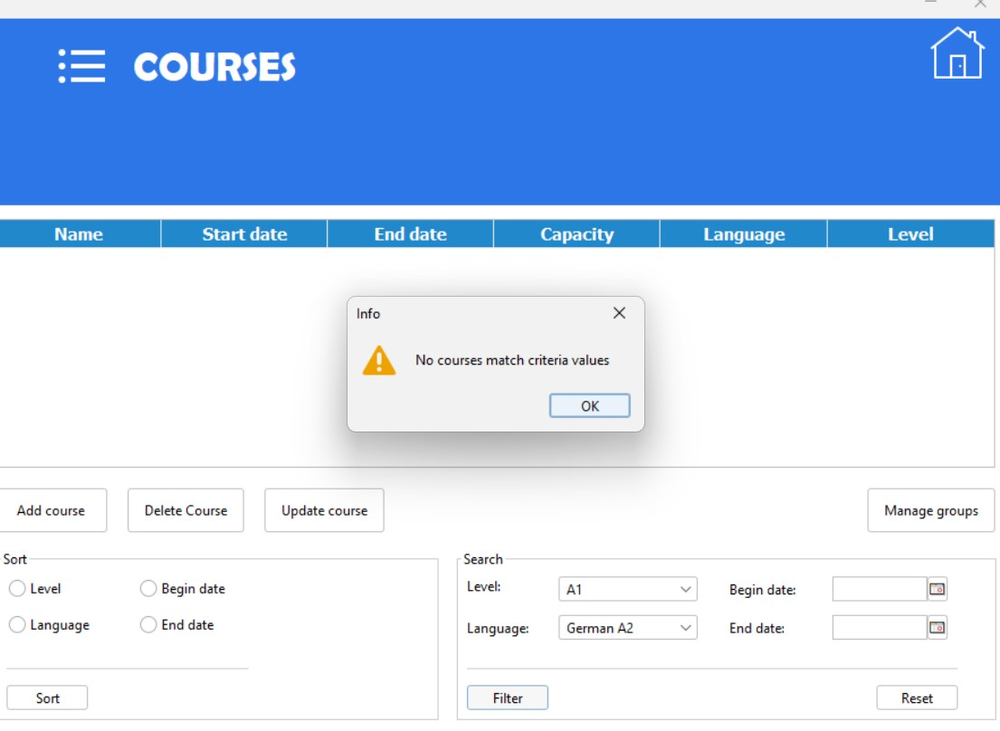 COURSES
Name Start date End date Capacity Language Level
Info
No courses match criteria values
OK
Add course Delete Course Update course Manage groups
Sort
Level Begin date
Language End date
Sort
Search
Level: A1 Begin date:
Language: German A2 End date:
Filter Reset